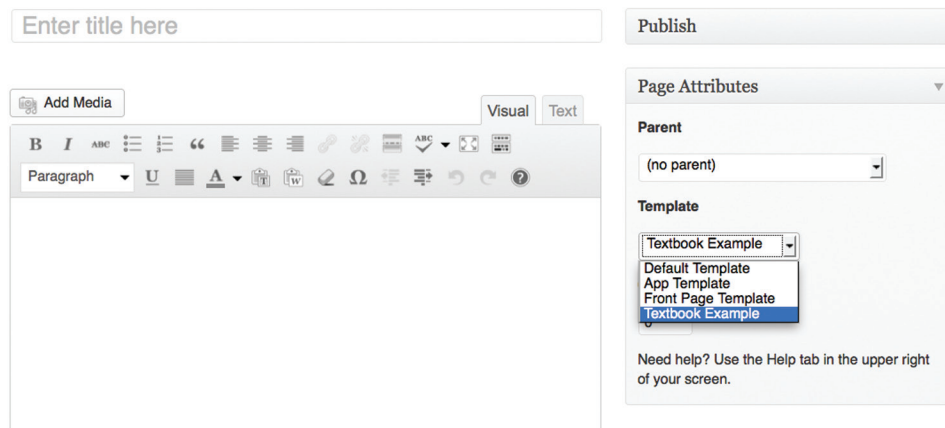 Enter title here
Publish
Page Attributes
Add Media
Visual
Text
Parent
B I ABC “ ABC
(no parent)
Paragraph U A T W Ω ?
Template
Textbook Example
Default Template
App Template
Front Page Template
Textbook Example
Need help? Use the Help tab in the upper right
of your screen.